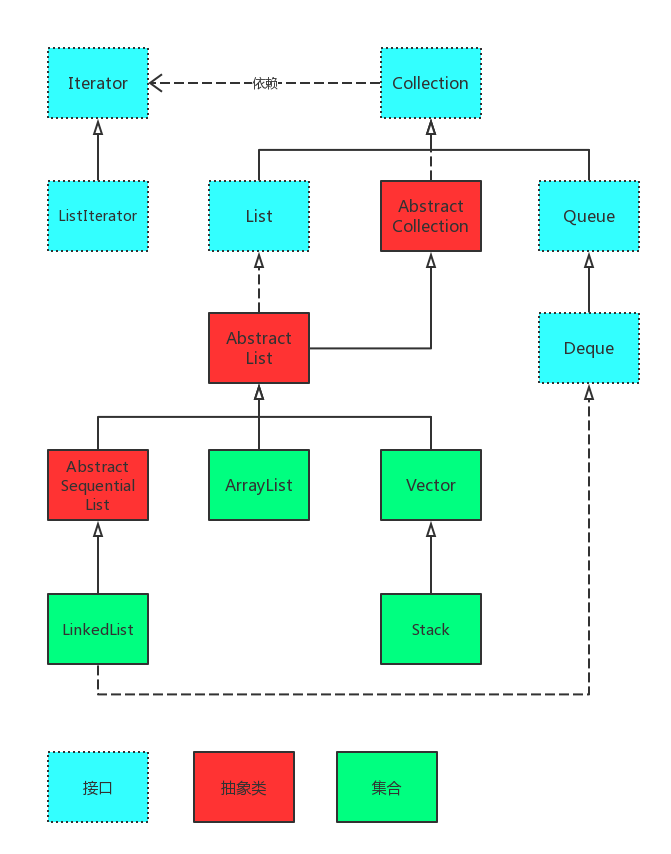 Iterator
依赖
Collection
ListIterator
List
Abstract
Collection
Queue
Abstract
List
Deque
Abstract
Sequential
List
ArrayList
Vector
LinkedList
Stack
接口
抽象类
集合